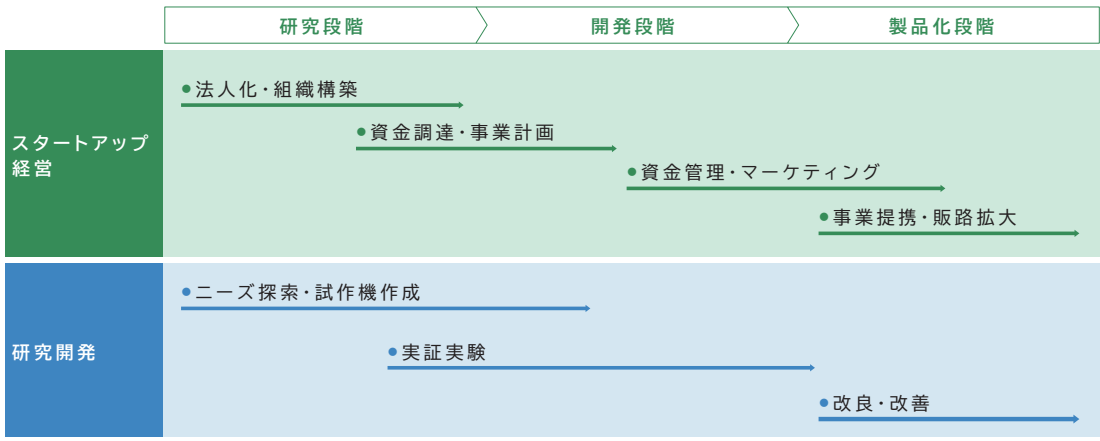 研究段階
開発段階
製品化段階
スタートアップ
経営
●法人化・組織構築
●資金調達・事業計画
●資金管理・マーケティング
●事業提携・販路拡大
研究開発
●ニーズ探索・試作機作成
●実証実験
●改良・改善